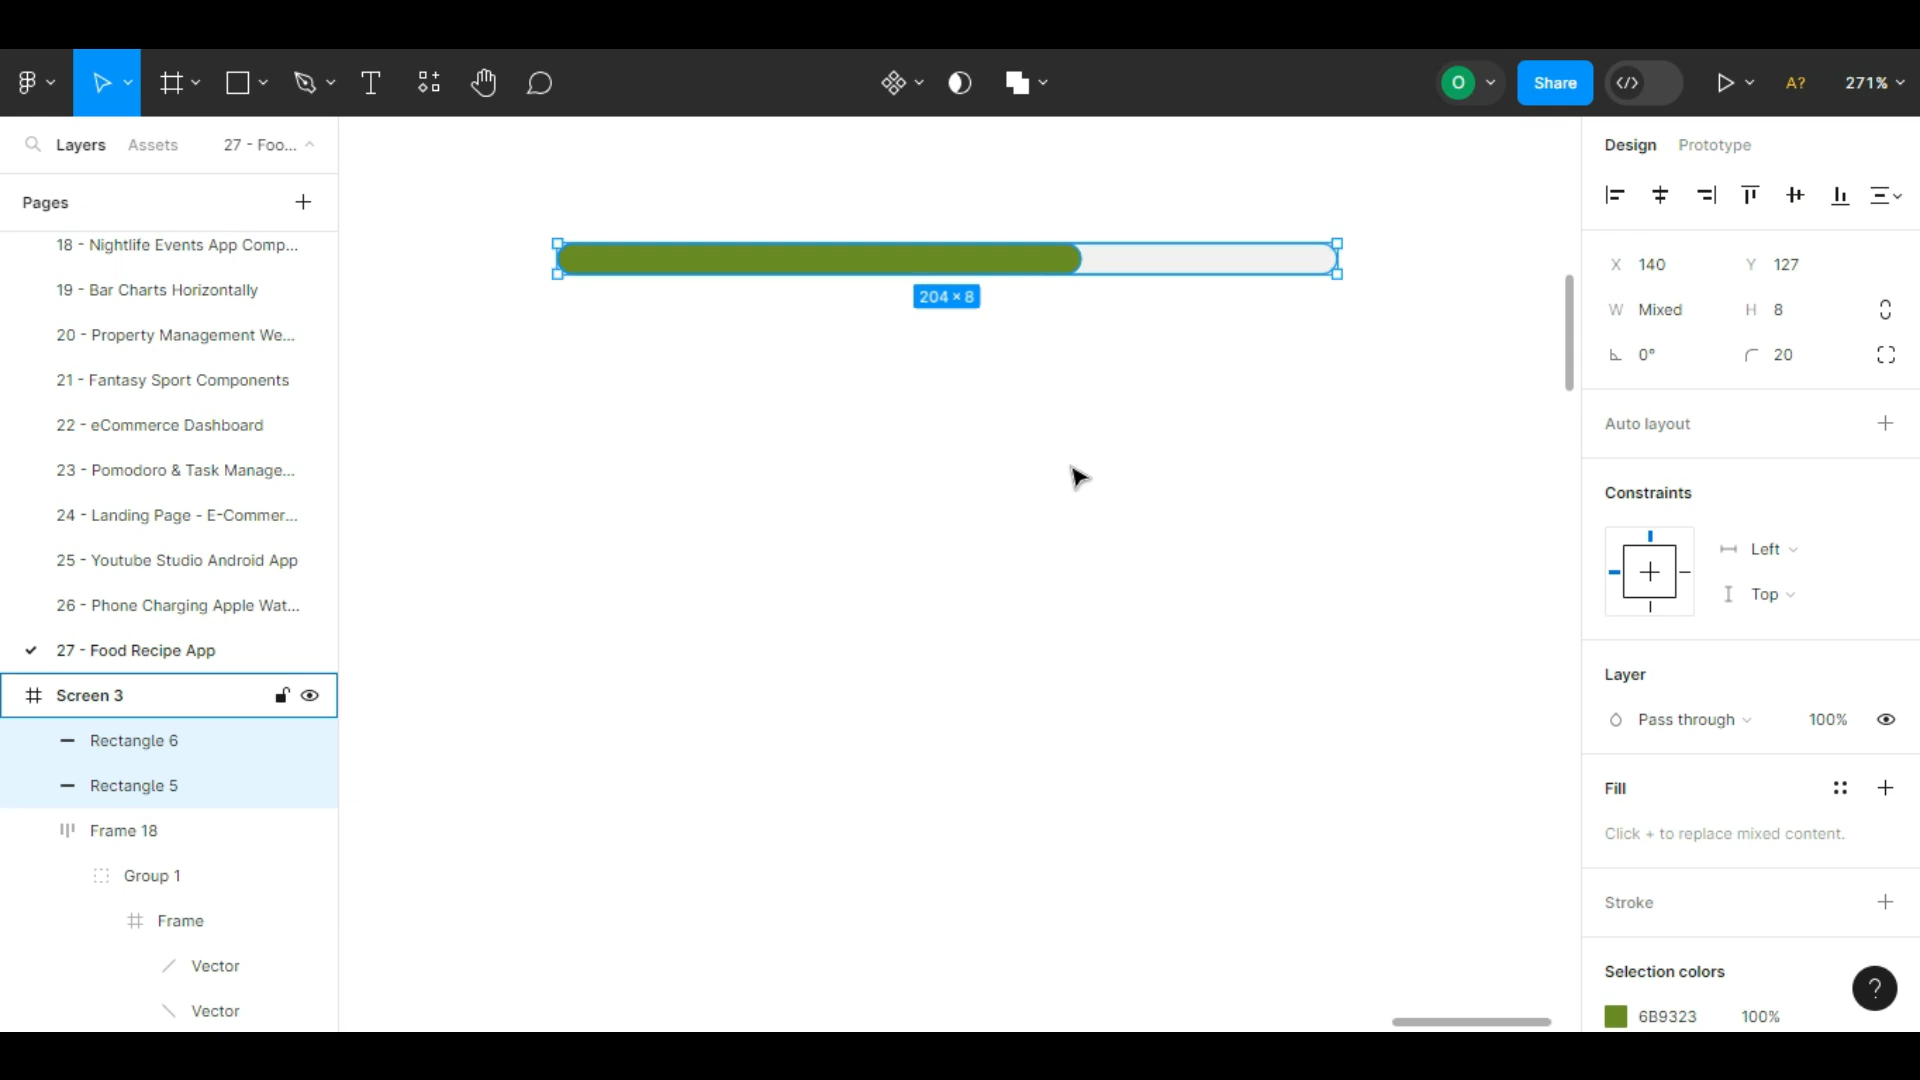 O
Share
A?
271%
Layers
Assets
27 - Foo...
Pages
18 - Nightlife Events App Comp...
19 - Bar Charts Horizontally
20 - Property Management We...
21 - Fantasy Sport Components
22 - eCommerce Dashboard
23 - Pomodoro & Task Manage...
24 - Landing Page - E-Commer...
25 - Youtube Studio Android App
26 - Phone Charging Apple Wat...
27 - Food Recipe App
Screen 3
Rectangle 6
Rectangle 5
Frame 18
Group 1
Frame
Vector
Vector
204 × 8
Design
Prototype
X 140 Y 127
W Mixed H 8
0° 20
Auto layout
Constraints
Left
Top
Layer
Pass through 100%
Fill
Click + to replace mixed content.
Stroke
Selection colors
6B9323 100%
?